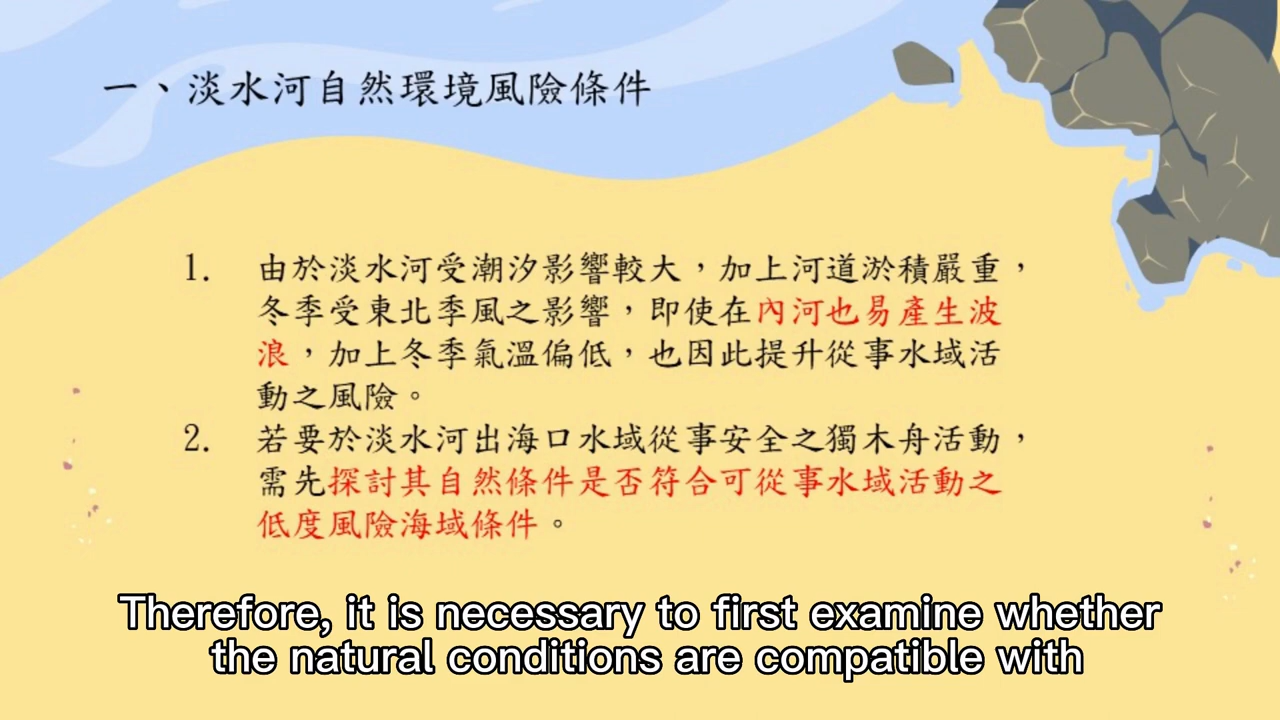 一、淡水河自然環境風險條件
1. 由於淡水河受潮汐影響較大，加上河道淤積嚴重，
冬季受東北季風之影響，即使在內河也易產生波
浪，加上冬季氣溫偏低，也因此提升從事水域活
動之風險。
2. 若要於淡水河出海口水域從事安全之獨木舟活動，
需先探討其自然條件是否符合可從事水域活動之
低度風險海域條件。
Therefore, it is necessary to first examine whether
the natural conditions are compatible with